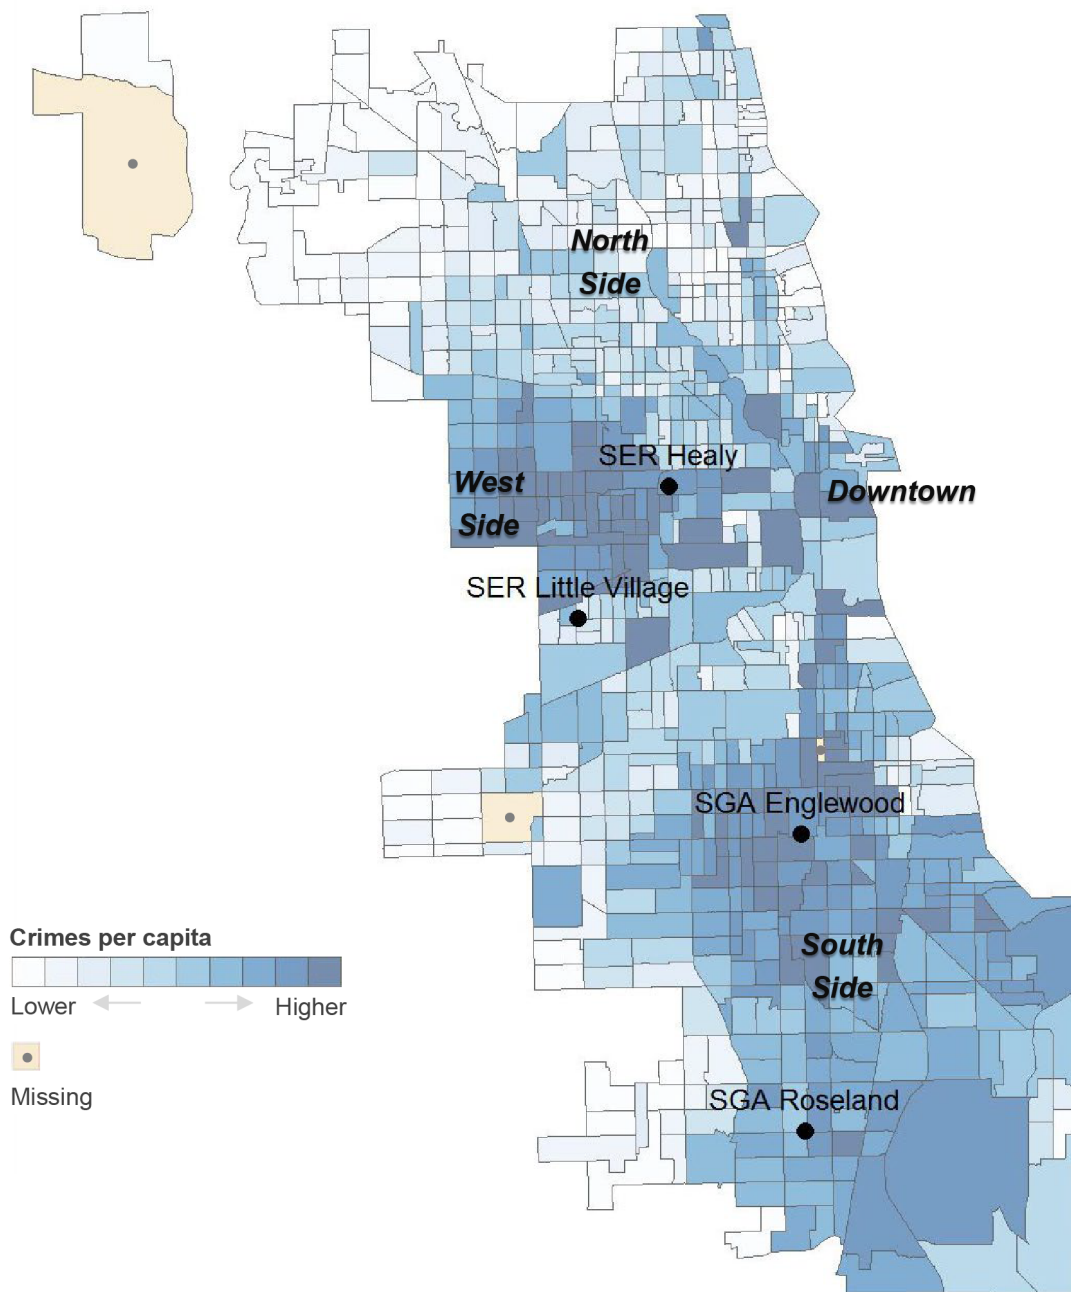 North
Side
SER Healy
West
Side
Downtown
SER Little Village
SGA Englewood
South
Side
SGA Roseland
Crimes per capita
Lower
Higher
Missing